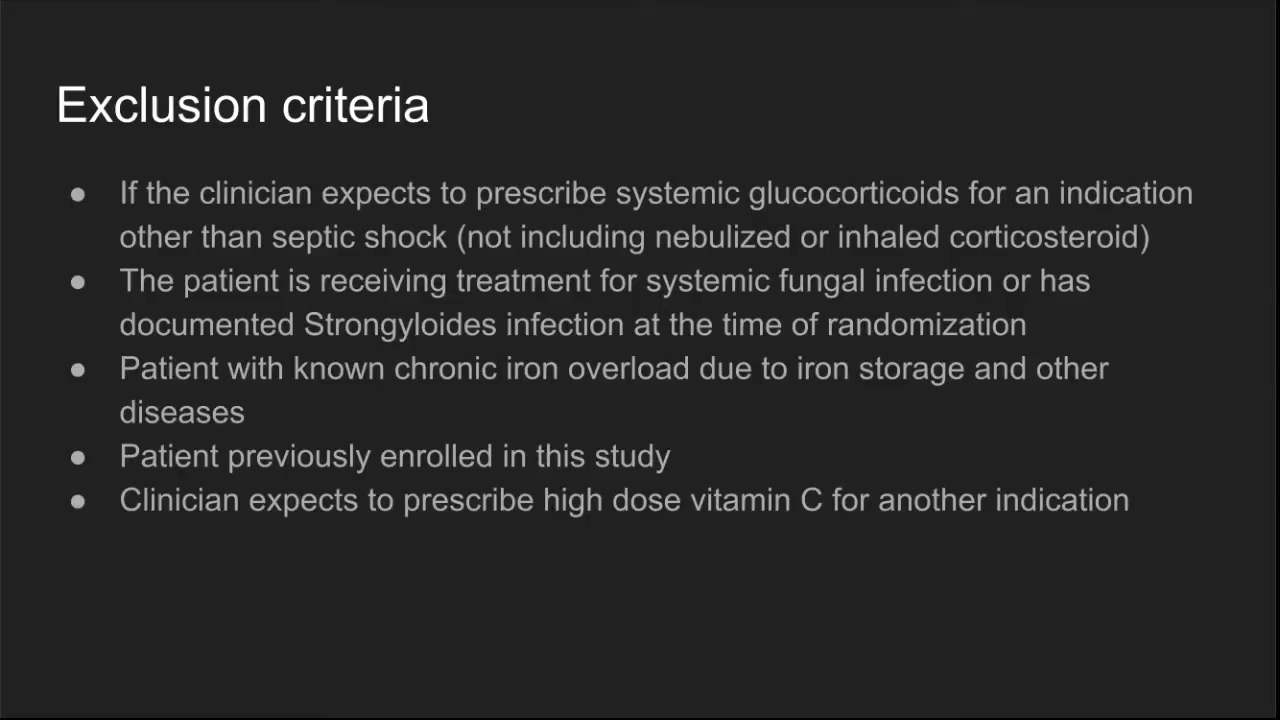 Exclusion criteria
● If the clinician expects to prescribe systemic glucocorticoids for an indication
other than septic shock (not including nebulized or inhaled corticosteroid)
● The patient is receiving treatment for systemic fungal infection or has
documented Strongyloides infection at the time of randomization
● Patient with known chronic iron overload due to iron storage and other
diseases
● Patient previously enrolled in this study
● Clinician expects to prescribe high dose vitamin C for another indication